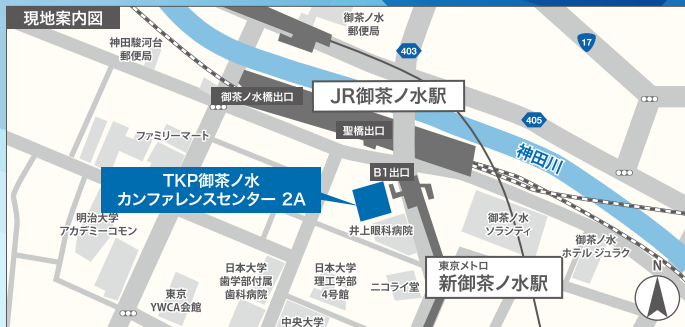 現地案内図
御茶ノ水
郵便局
403
17
神田駿河台
郵便局
御茶ノ水橋出口
JR御茶ノ水駅
405
聖橋出口
ファミリーマート
神田川
B1出口
TKP御茶ノ水
カンファレンスセンター 2A
明治大学
アカデミーコモン
井上眼科病院
御茶ノ水
ソラシティ
御茶ノ水
ホテル ジュラク
N
日本大学
歯学部付属
歯科病院
日本大学
理工学部
4号館
ニコライ堂
東京メトロ
新御茶ノ水駅
東京
YWCA会館
中央大学